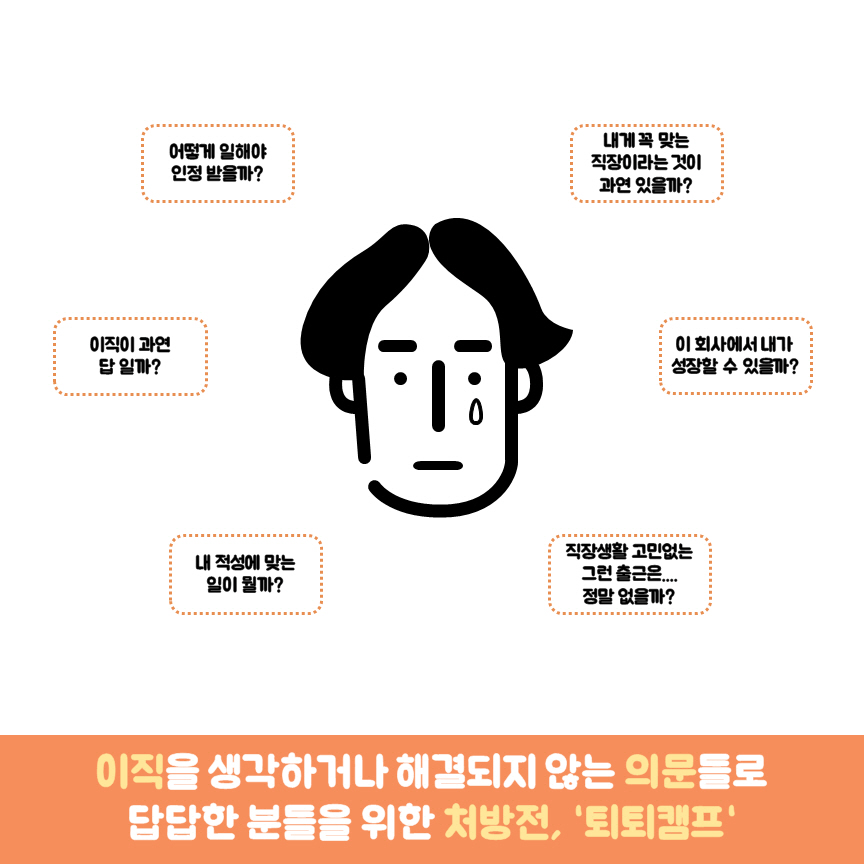 어떻게 일해야
인정 받을까?
내게 꼭 맞는
직장이라는 것이
과연 있을까?
이직이 과연
답 일까?
이 회사에서 내가
성장할 수 있을까?
내 적성에 맞는
일이 뭘까?
직장생활 고민없는
그런 출근은....
정말 없을까?
이직을 생각하거나 해결되지 않는 의문들로
답답한 분들을 위한 처방전, '퇴퇴캠프'